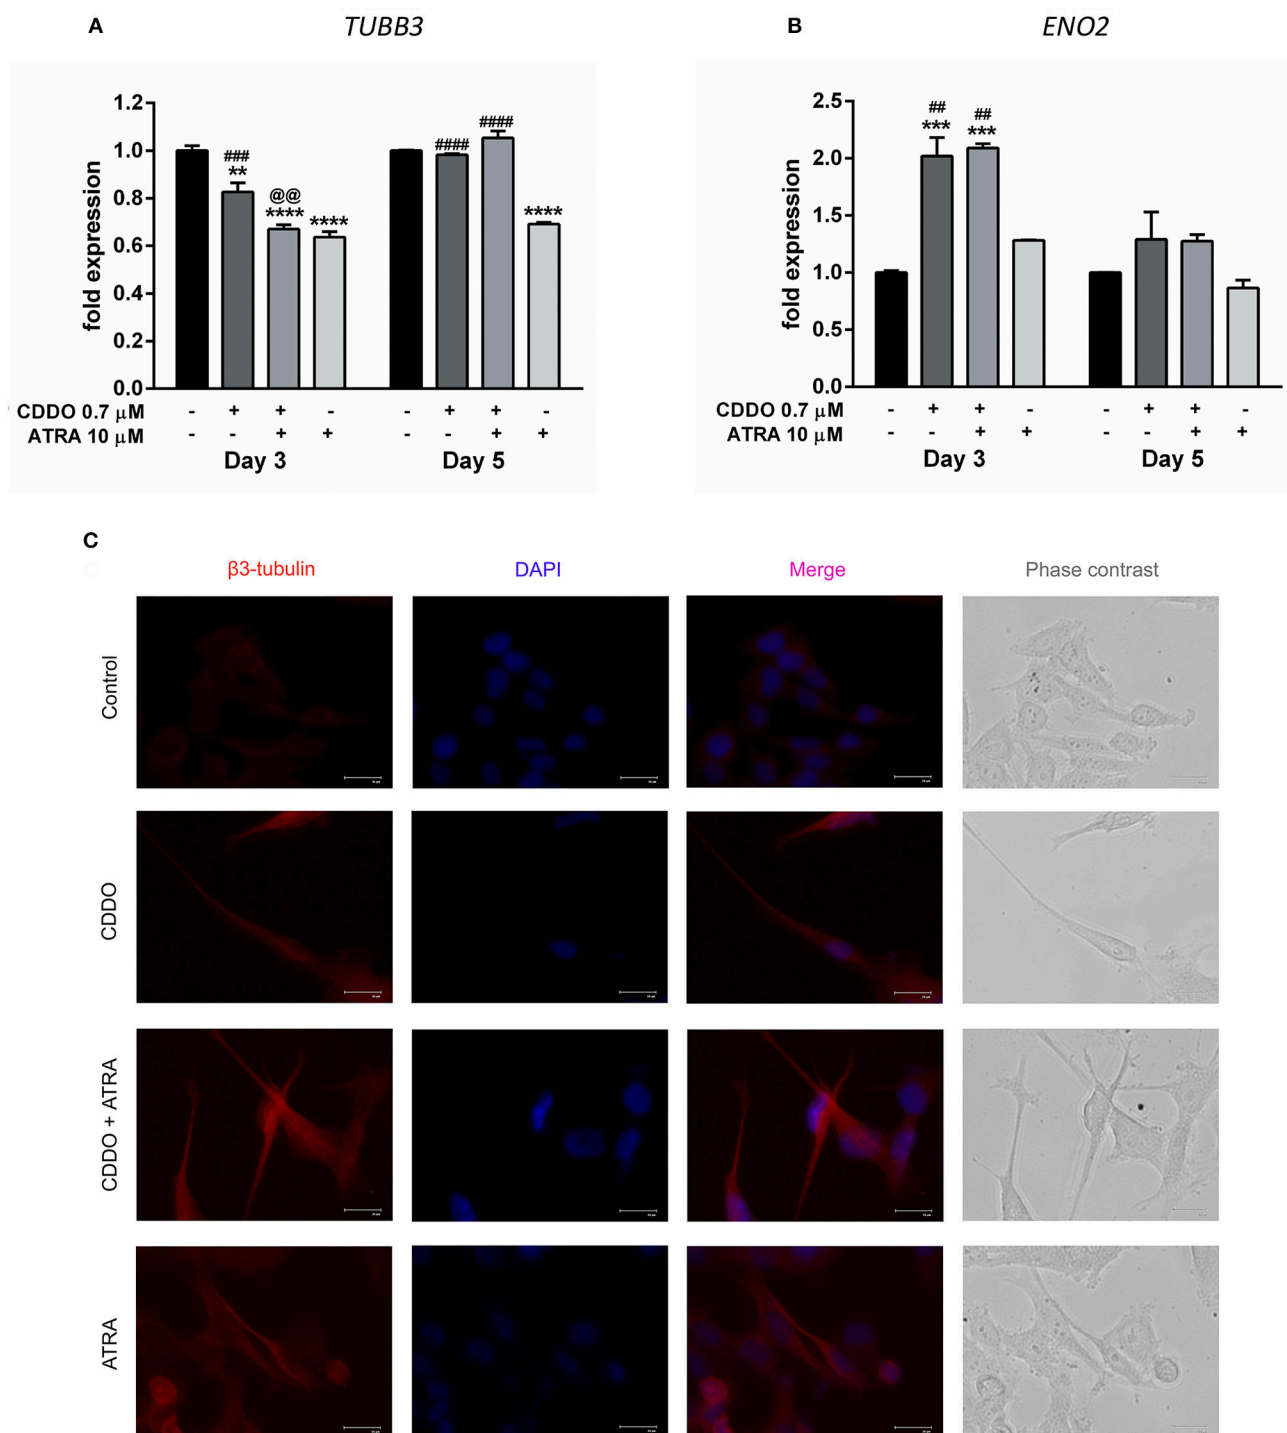 A
TUBB3
1.2
1.0
0.8
0.6
0.4
0.2
0.0
fold expression
###
**
@@
****
****
####
####
****
CDDO 0.7 μM - + + - - + + -
ATRA 10 μM - - + + - - + +
Day 3 Day 5
B
ENO2
2.5
2.0
1.5
1.0
0.5
0.0
fold expression
##
***
##
***
CDDO 0.7 μM - + + - - + + -
ATRA 10 μM - - + + - - + +
Day 3 Day 5
C
β3-tubulin DAPI Merge Phase contrast
Control
CDDO
CDDO + ATRA
ATRA